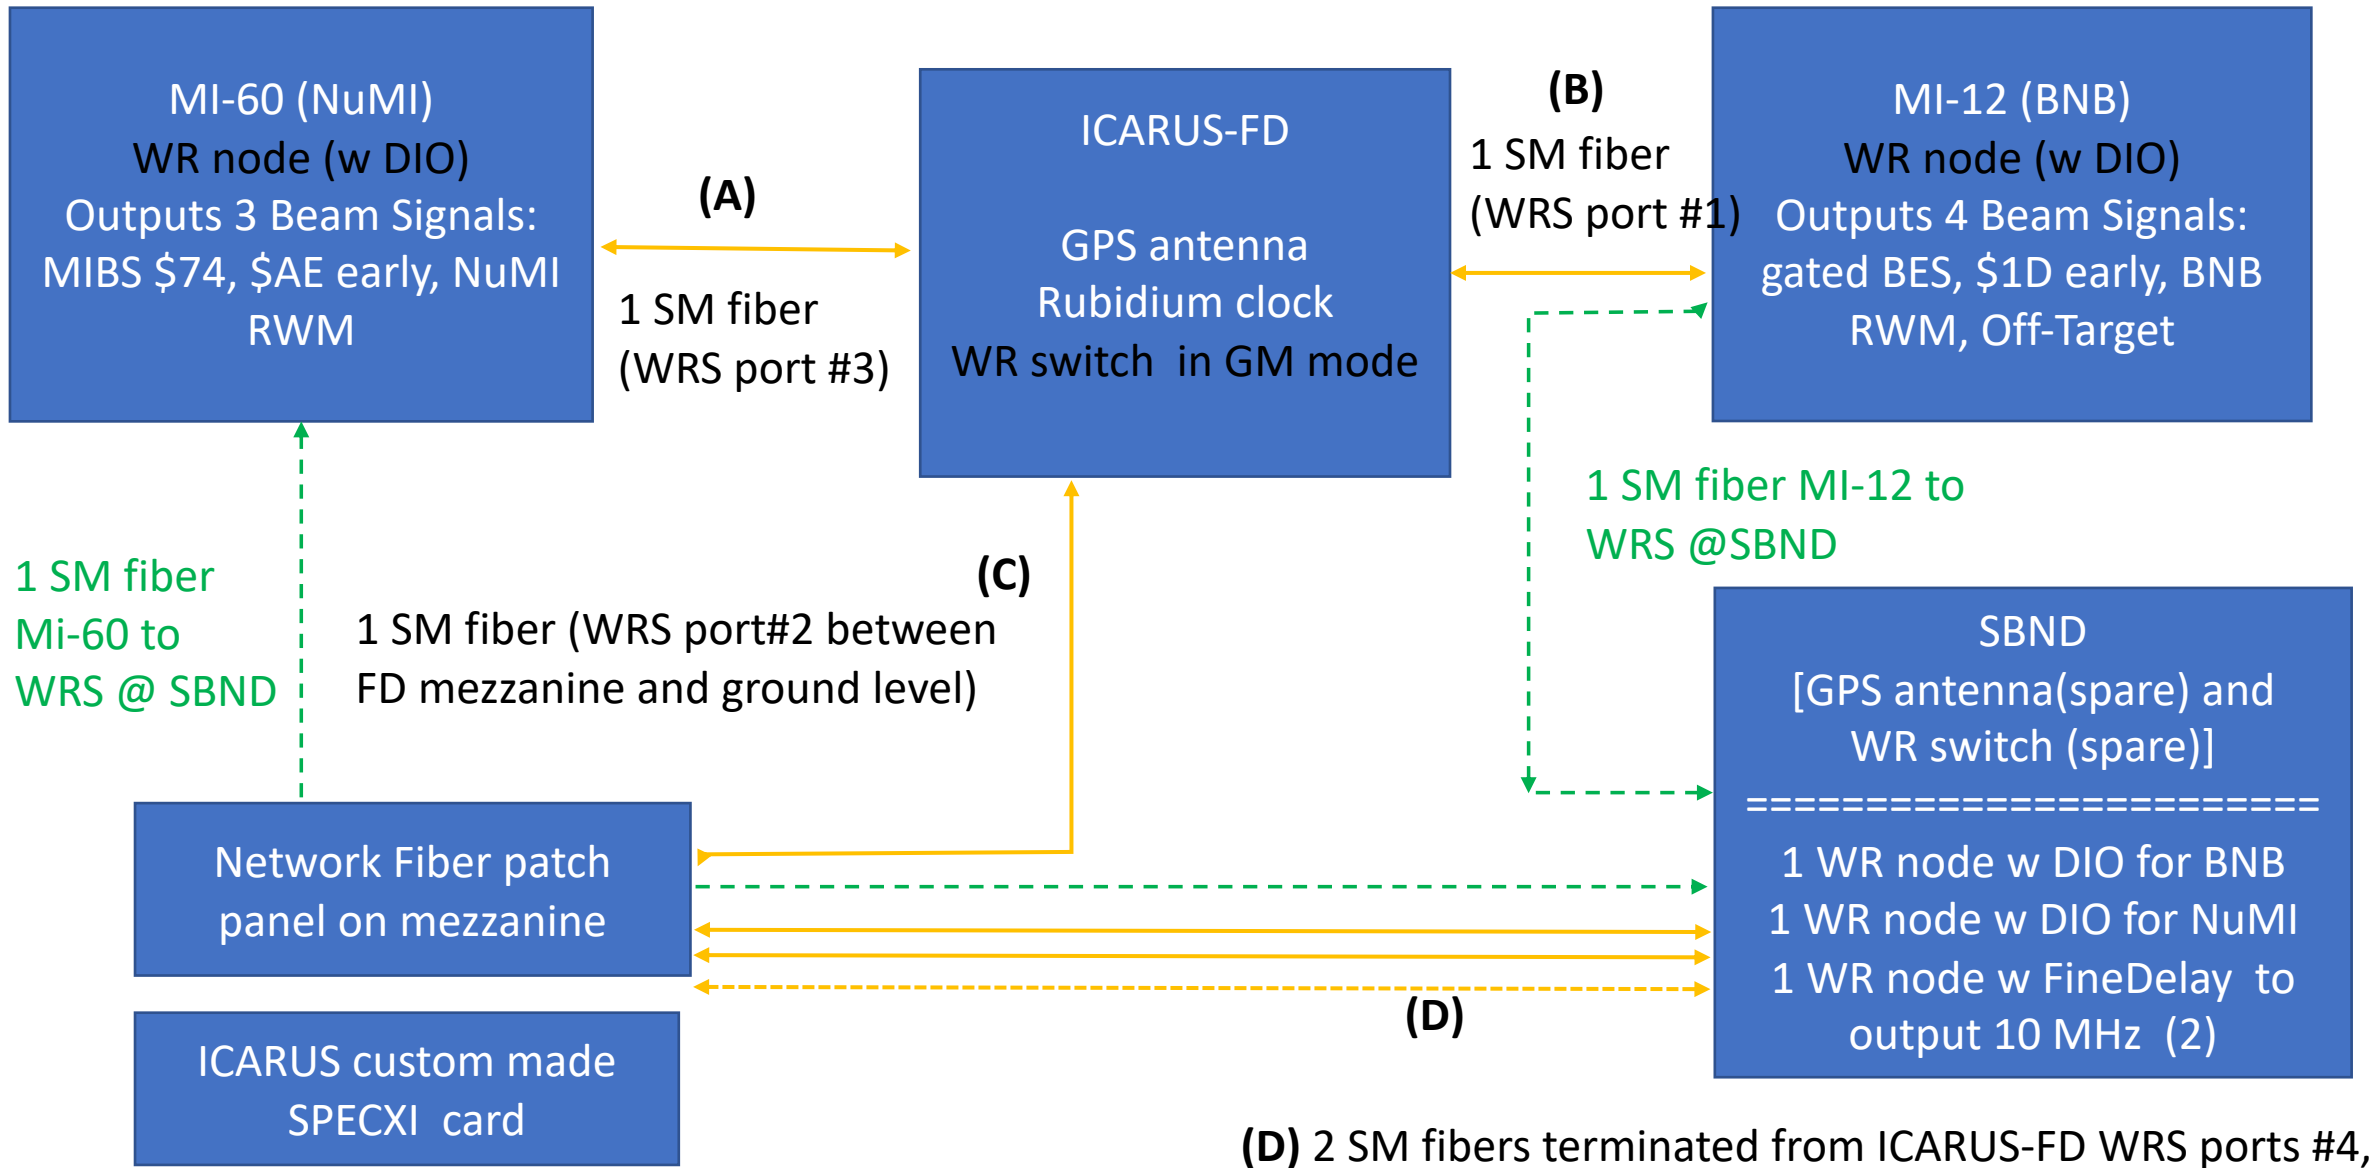 MI-60 (NuMI)
WR node (w DIO)
Outputs 3 Beam Signals:
MIBS $74, $AE early, NuMI
RWM
(A)
1 SM fiber
(WRS port #3)
ICARUS-FD
GPS antenna
Rubidium clock
WR switch  in GM mode
(B)
1 SM fiber
(WRS port #1)
MI-12 (BNB)
WR node (w DIO)
Outputs 4 Beam Signals:
gated BES, $1D early, BNB
RWM, Off-Target
1 SM fiber
Mi-60 to
WRS @ SBND
(C)
1 SM fiber (WRS port#2 between
FD mezzanine and ground level)
1 SM fiber MI-12 to
WRS @SBND
SBND
[GPS antenna(spare) and
WR switch (spare)]
========================
1 WR node w DIO for BNB
1 WR node w DIO for NuMI
1 WR node w FineDelay  to
output 10 MHz  (2)
Network Fiber patch
panel on mezzanine
(D)
ICARUS custom made
SPECXI  card
(D) 2 SM fibers terminated from ICARUS-FD WRS ports #4,